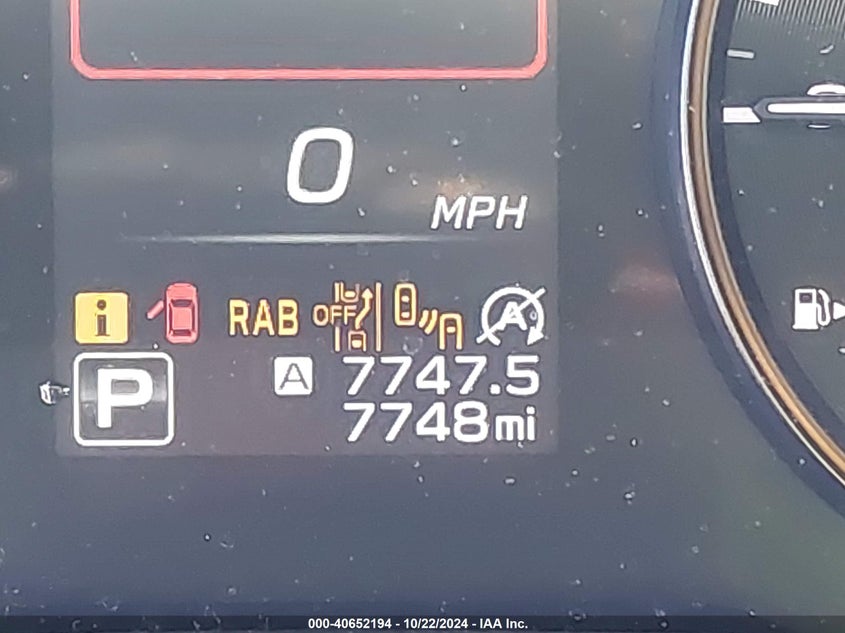 0
MPH
i RAB OFF A
A 7747.5
P 7748mi
000-40652194 - 10/22/2024 - IAA Inc.